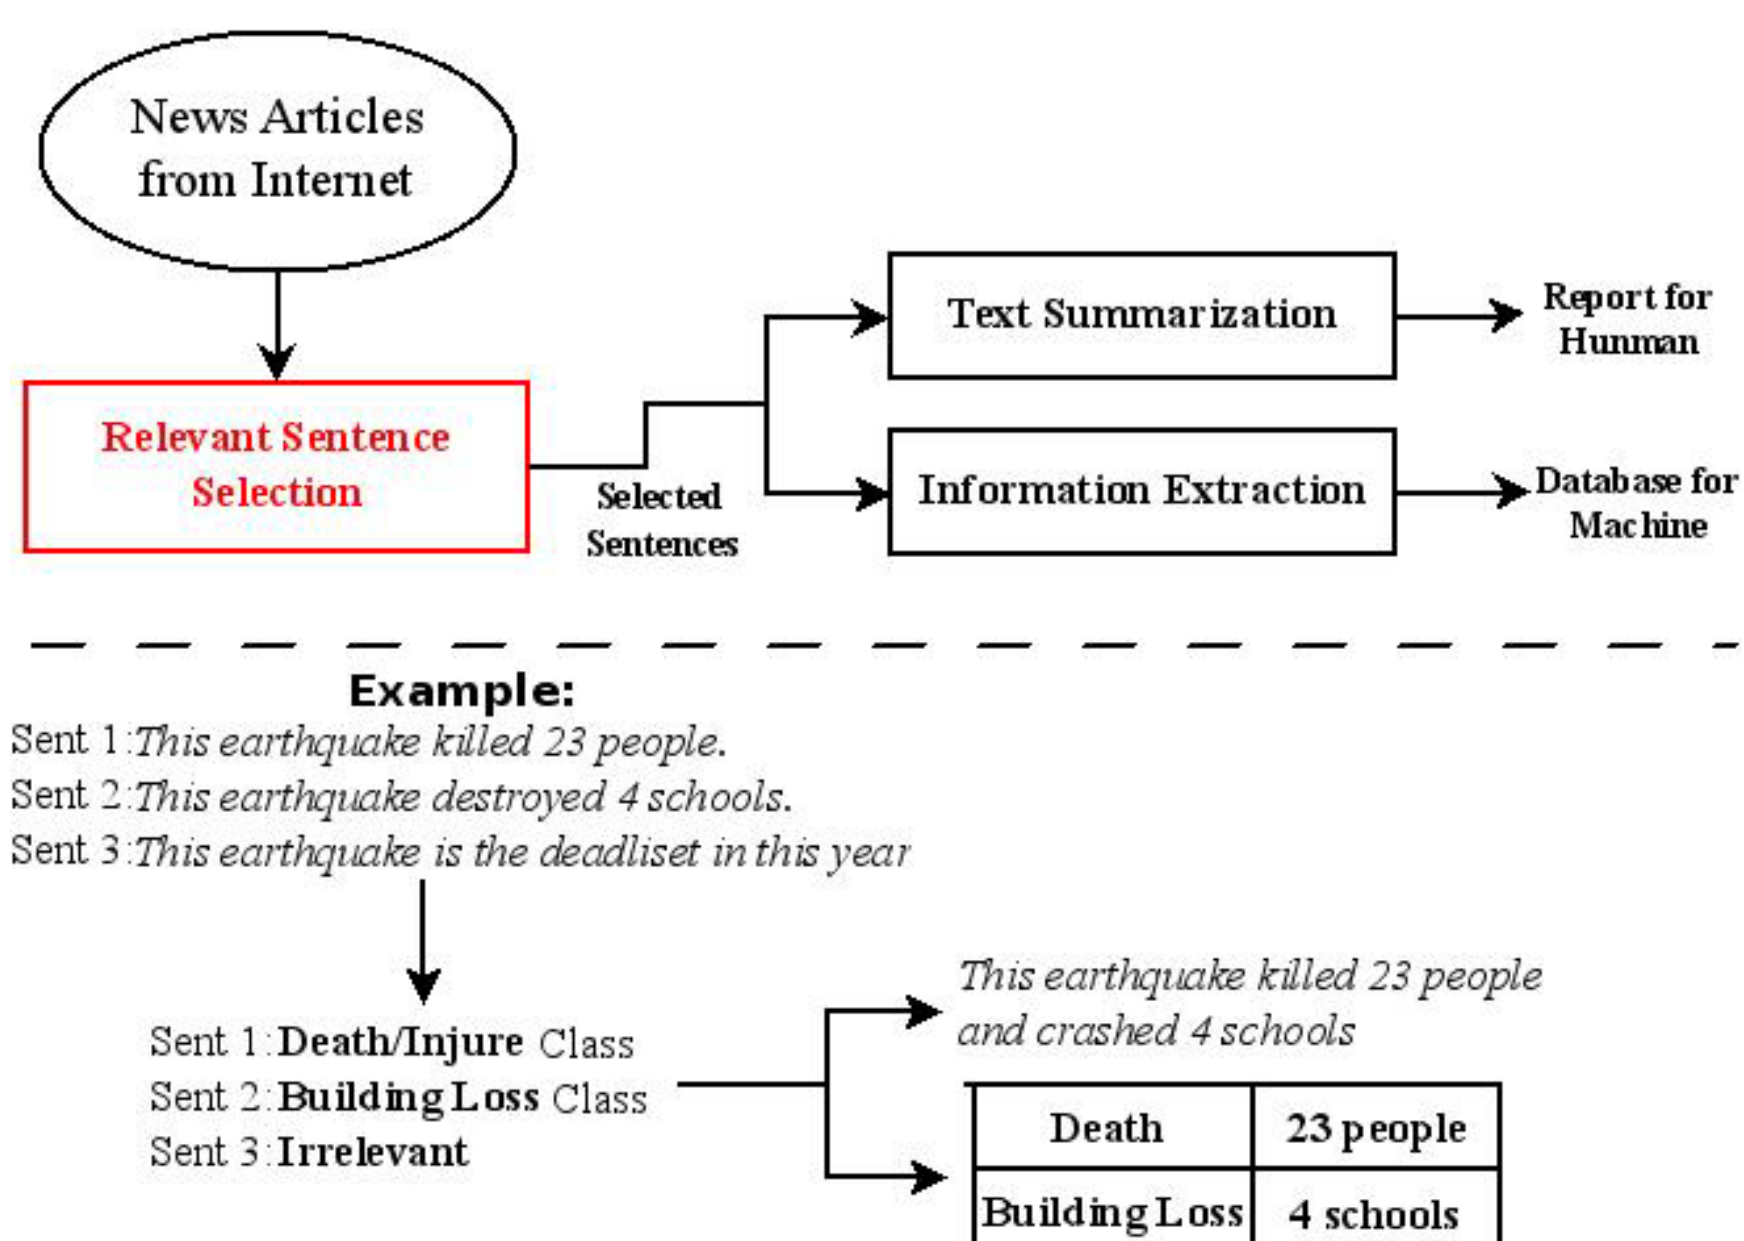 News Articles
from Internet
Relevant Sentence
Selection
Selected
Sentences
Text Summarization
Report for
Hunman
Information Extraction
Database for
Machine
Example:
Sent 1:This earthquake killed 23 people.
Sent 2:This earthquake destroyed 4 schools.
Sent 3:This earthquake is the deadliset in this year
Sent 1:Death/Injure Class
Sent 2:Building Loss Class
Sent 3:Irrelevant
This earthquake killed 23 people
and crashed 4 schools
Death 23 people
Building Loss 4 schools